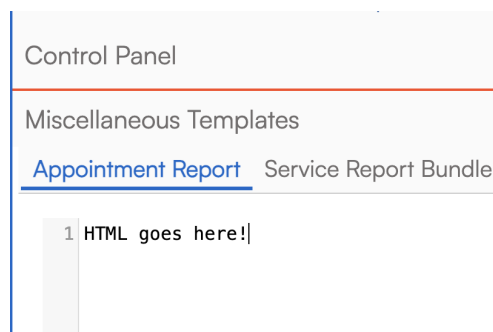 Control Panel
Miscellaneous Templates
Appointment Report Service Report Bundle
1 HTML goes here!